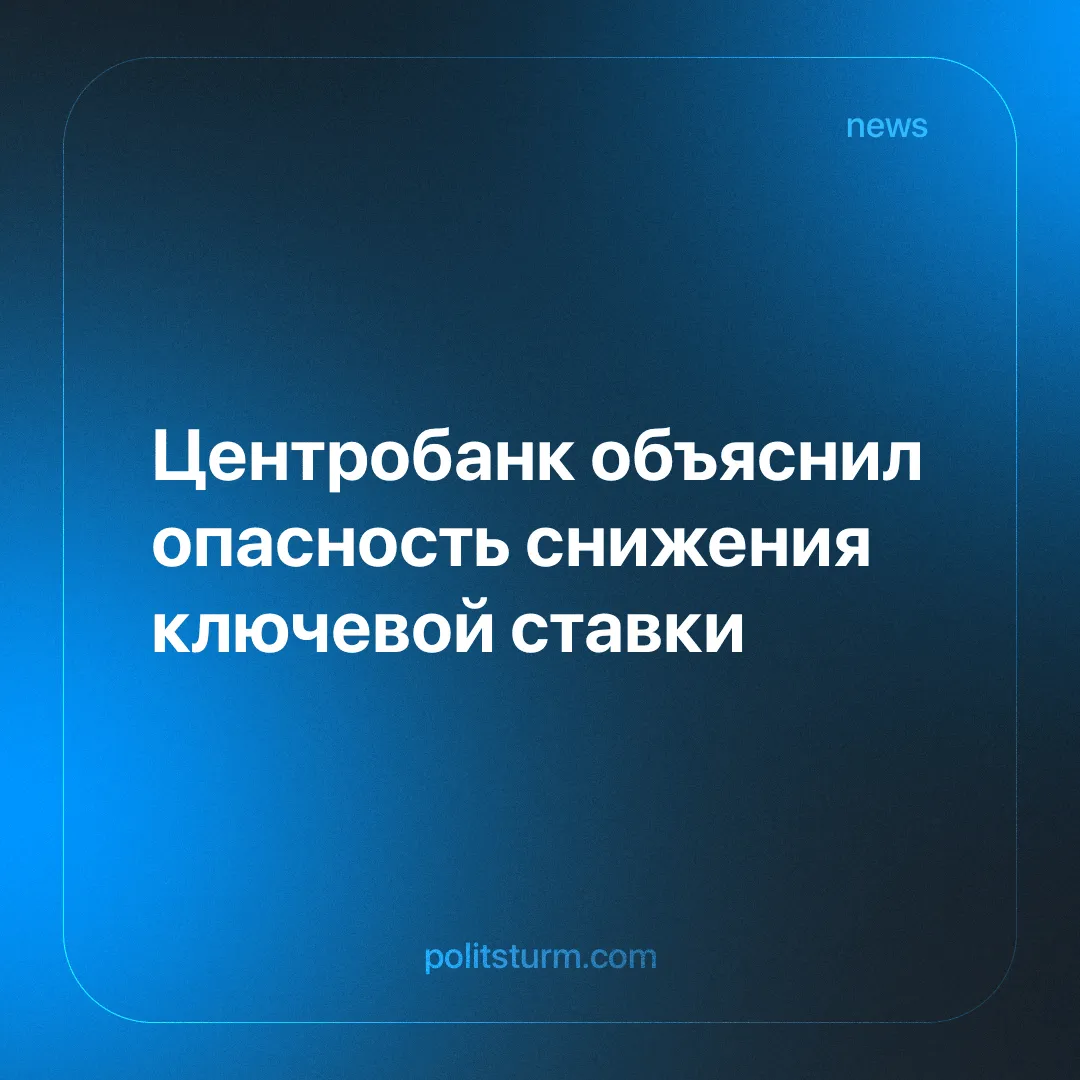 news
Центробанк объяснил
опасность снижения
ключевой ставки
politsturm.com